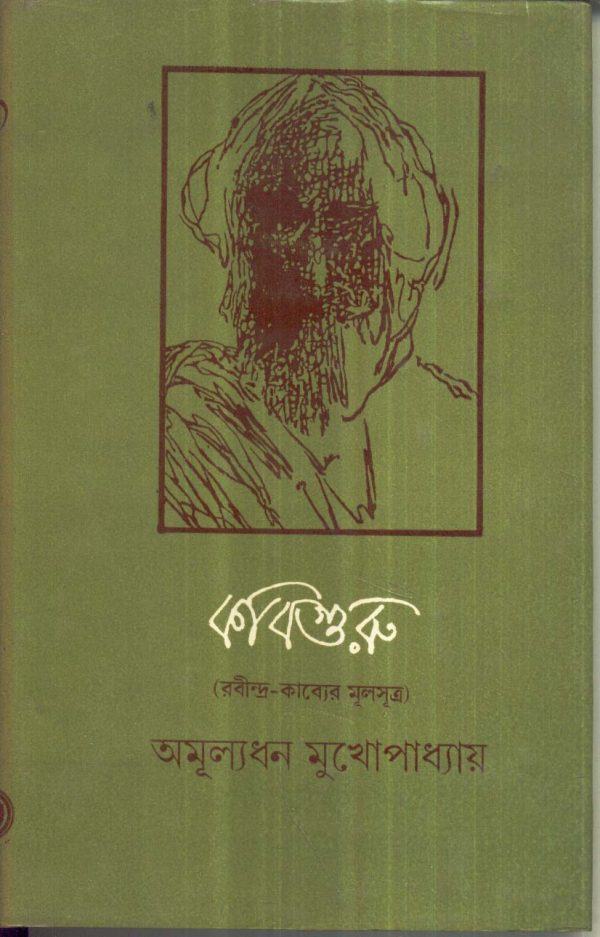 কবিগুরু
(রবীন্দ্র-কাব্যের মূলসূত্র)
অমূল্যধন মুখোপাধ্যায়